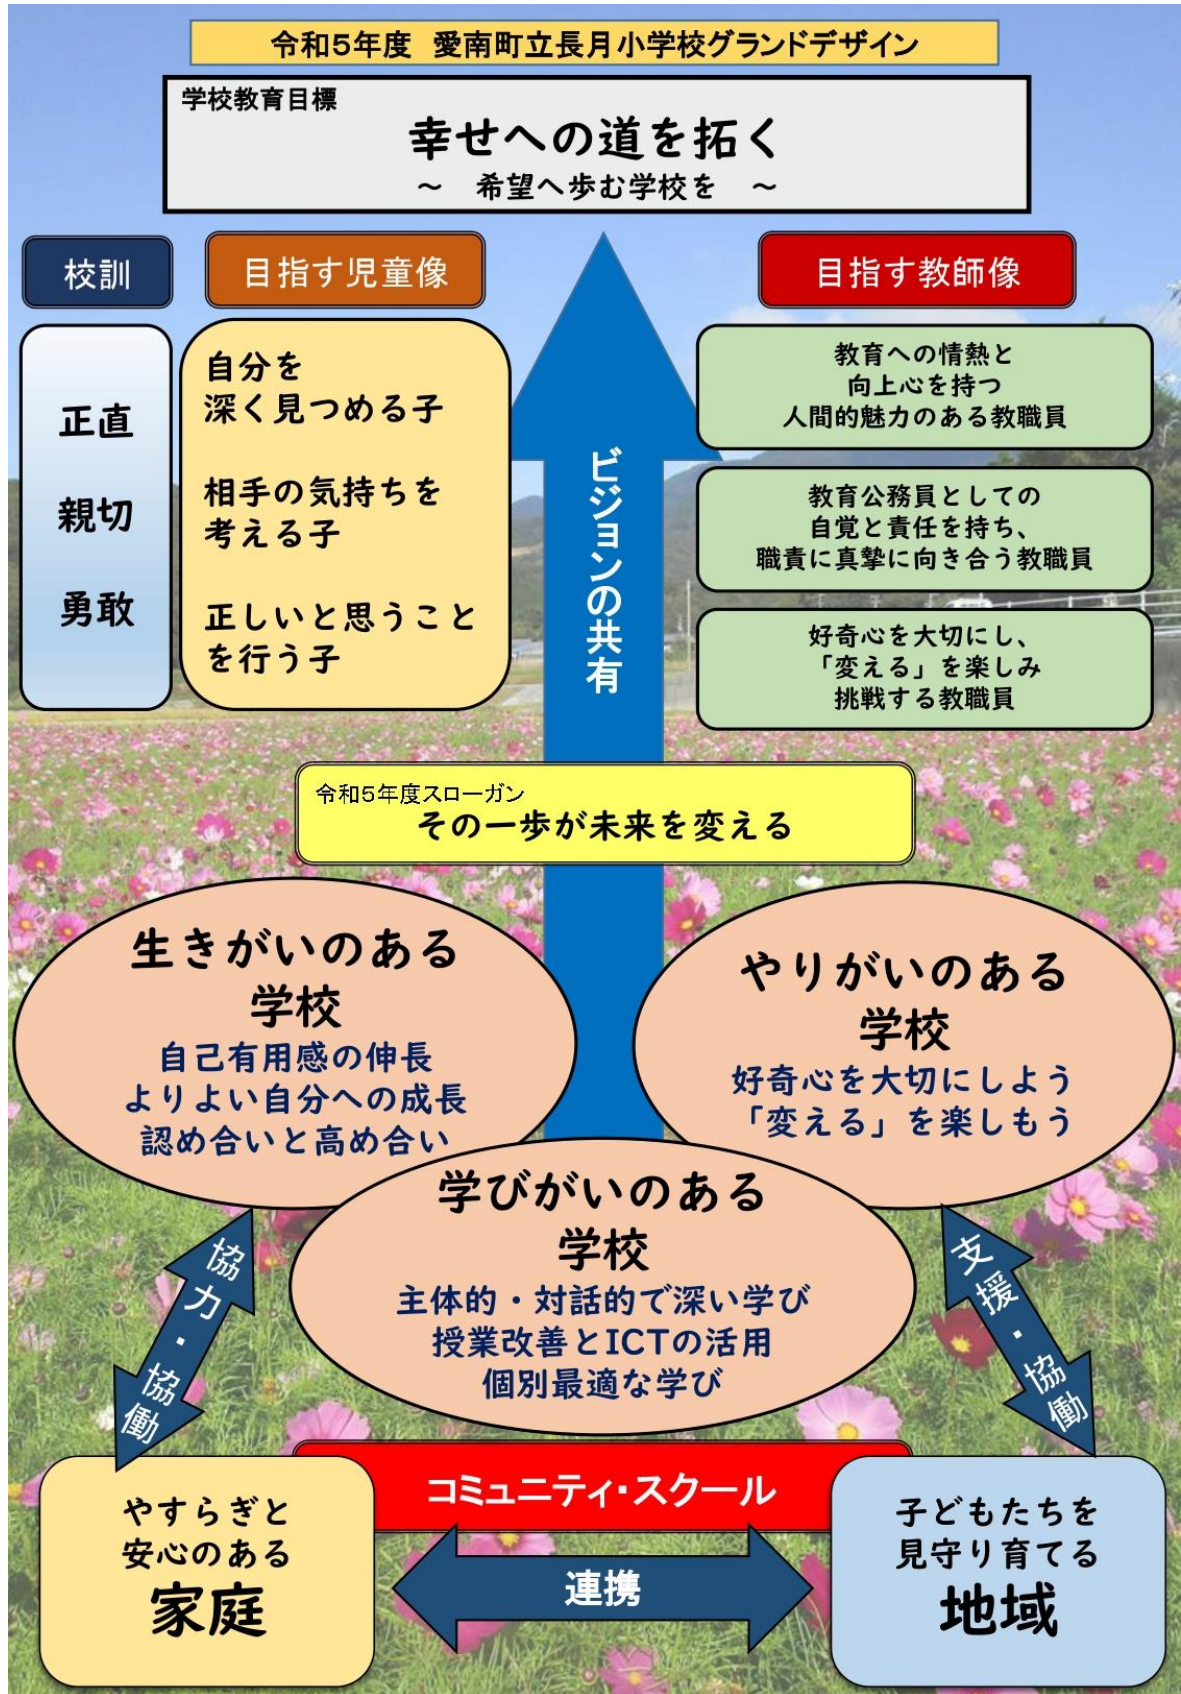 令和5年度 愛南町立長月小学校グランドデザイン
学校教育目標
幸せへの道を拓く
～ 希望へ歩む学校を ～
校訓
正直
親切
勇敢
目指す児童像
自分を
深く見つめる子
相手の気持ちを
考える子
正しいと思うこと
を行う子
ビジョンの共有
目指す教師像
教育への情熱と
向上心を持つ
人間的魅力のある教職員
教育公務員としての
自覚と責任を持ち、
職責に真摯に向き合う教職員
好奇心を大切にし、
「変える」を楽しみ
挑戦する教職員
令和5年度スローガン
その一歩が未来を変える
生きがいのある
学校
自己有用感の伸長
よりよい自分への成長
認め合いと高め合い
やりがいのある
学校
好奇心を大切にしよう
「変える」を楽しもう
学びがいのある
学校
主体的・対話的で深い学び
授業改善とICTの活用
個別最適な学び
協力・協働
支援・協働
コミュニティ・スクール
やすらぎと
安心のある
家庭
連携
子どもたちを
見守り育てる
地域